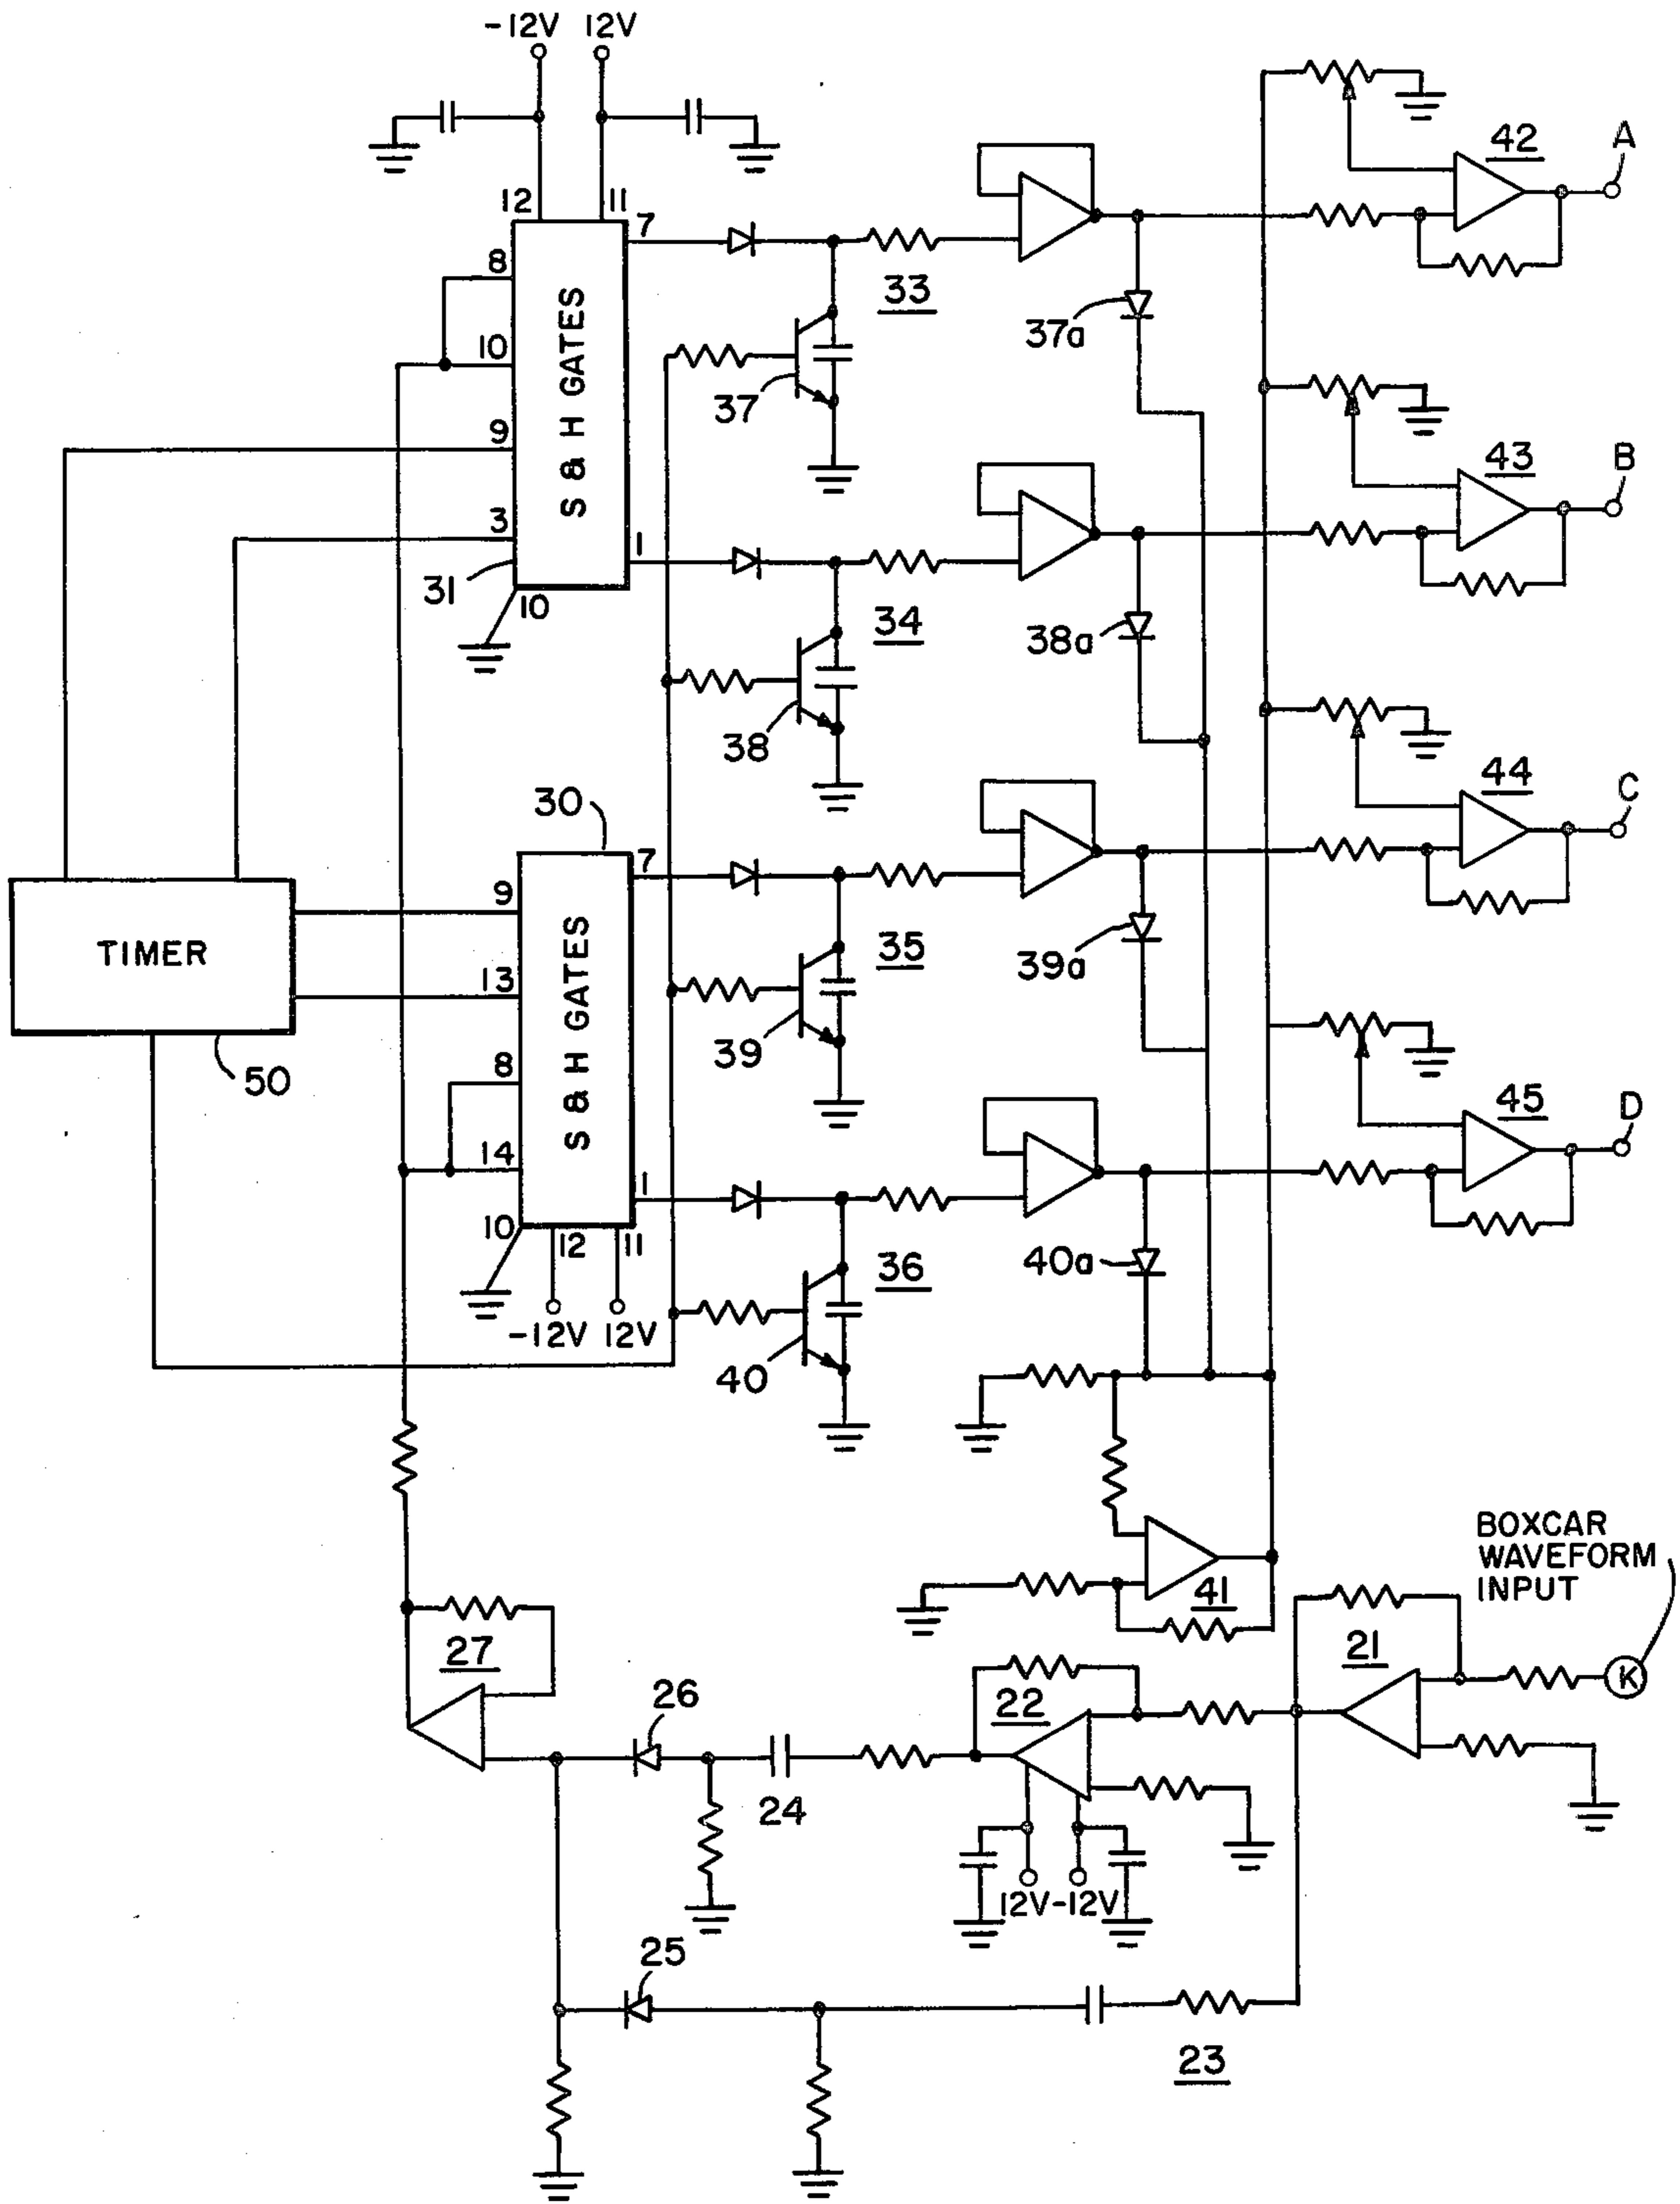 -12V 12V
12 11
7
8
10
9
3
1
31
10
S & H GATES
33
37
37a
42
A
34
38
38a
43
B
30
7
9
13
8
14
1
10
12 11
-12V 12V
S & H GATES
TIMER
50
35
39
39a
44
C
36
40
40a
45
D
41
BOXCAR
WAVEFORM
INPUT
K
21
22
12V-12V
27
26
24
25
23